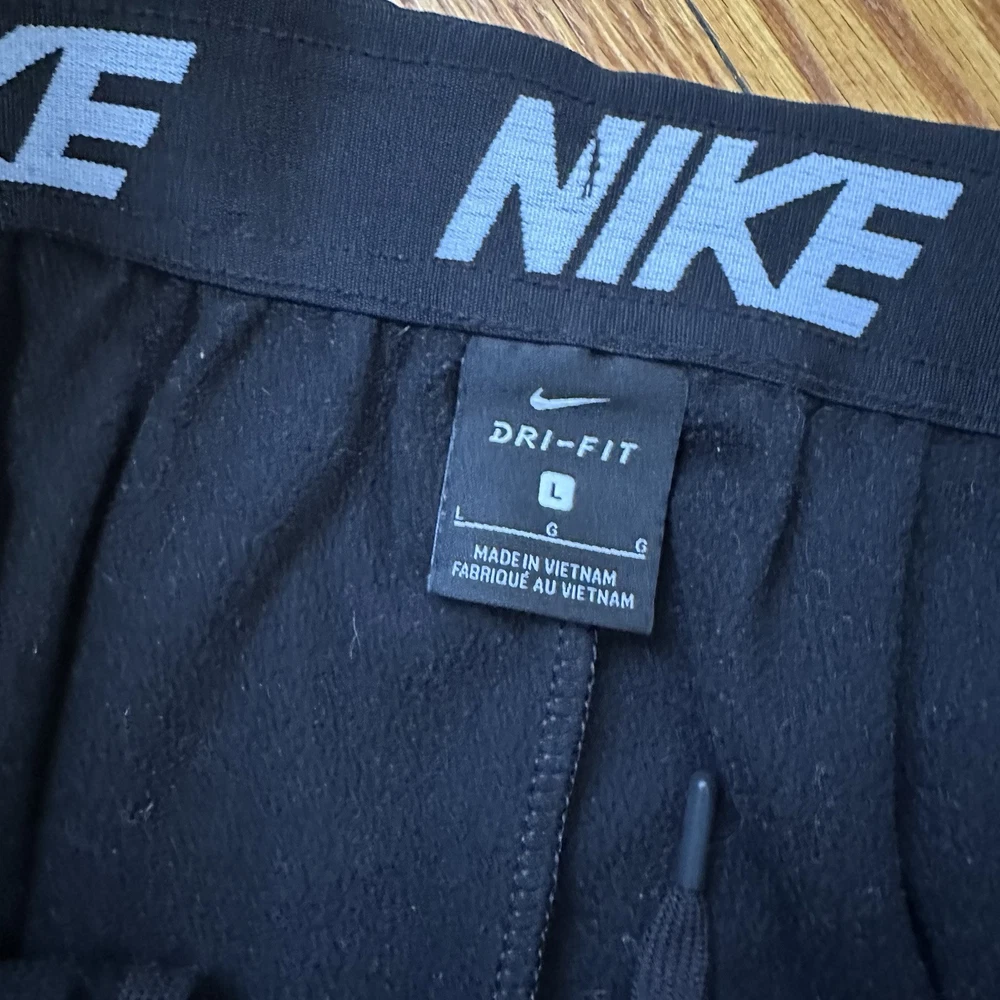 KE
NIKE
DRI-FIT
L
L G G
MADE IN VIETNAM
FABRIQUÉ AU VIETNAM